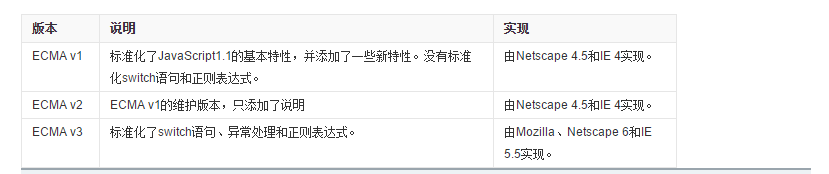 版本 说明 实现
ECMA v1 标准化了JavaScript1.1的基本特性，并添加了一些新特性。没有标准 由Netscape 4.5和IE 4实现。
化switch语句和正则表达式。
ECMA v2 ECMA v1的维护版本，只添加了说明 由Netscape 4.5和IE 4实现。
ECMA v3 标准化了switch语句、异常处理和正则表达式。 由Mozilla、Netscape 6和IE
5.5实现。